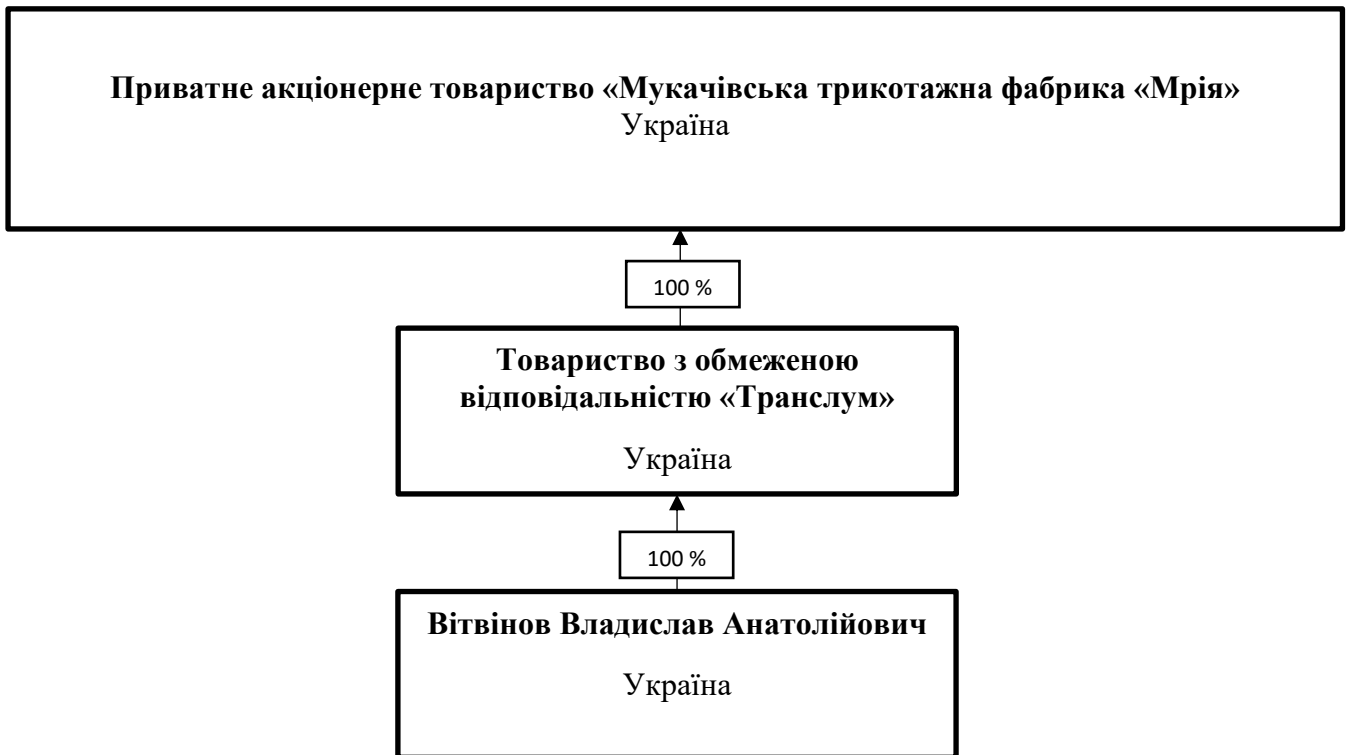 Приватне акціонерне товариство «Мукачівська трикотажна фабрика «Мрія»
Україна
100 %
Товариство з обмеженою
відповідальністю «Транслум»
Україна
100 %
Вітвінов Владислав Анатолійович
Україна